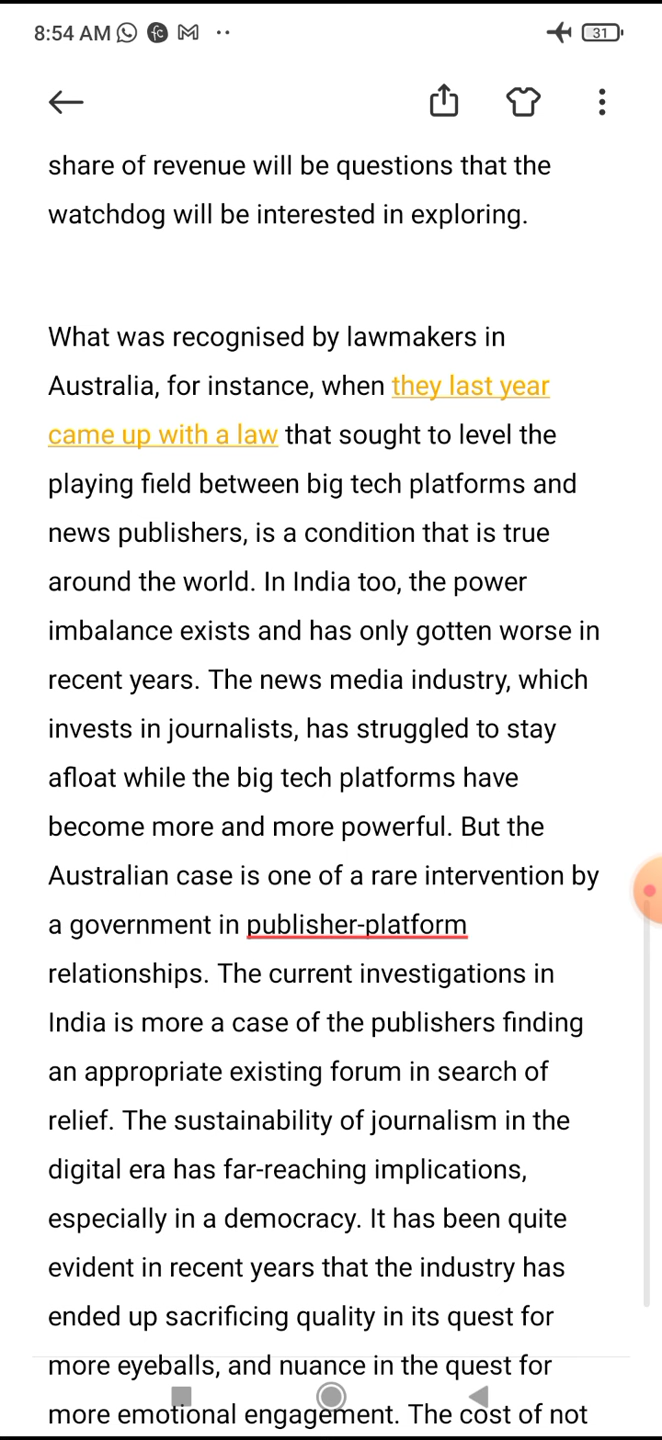 8:54 AM
31
share of revenue will be questions that the
watchdog will be interested in exploring.
What was recognised by lawmakers in
Australia, for instance, when they last year
came up with a law that sought to level the
playing field between big tech platforms and
news publishers, is a condition that is true
around the world. In India too, the power
imbalance exists and has only gotten worse in
recent years. The news media industry, which
invests in journalists, has struggled to stay
afloat while the big tech platforms have
become more and more powerful. But the
Australian case is one of a rare intervention by
a government in publisher-platform
relationships. The current investigations in
India is more a case of the publishers finding
an appropriate existing forum in search of
relief. The sustainability of journalism in the
digital era has far-reaching implications,
especially in a democracy. It has been quite
evident in recent years that the industry has
ended up sacrificing quality in its quest for
more eyeballs, and nuance in the quest for
more emotional engagement. The cost of not